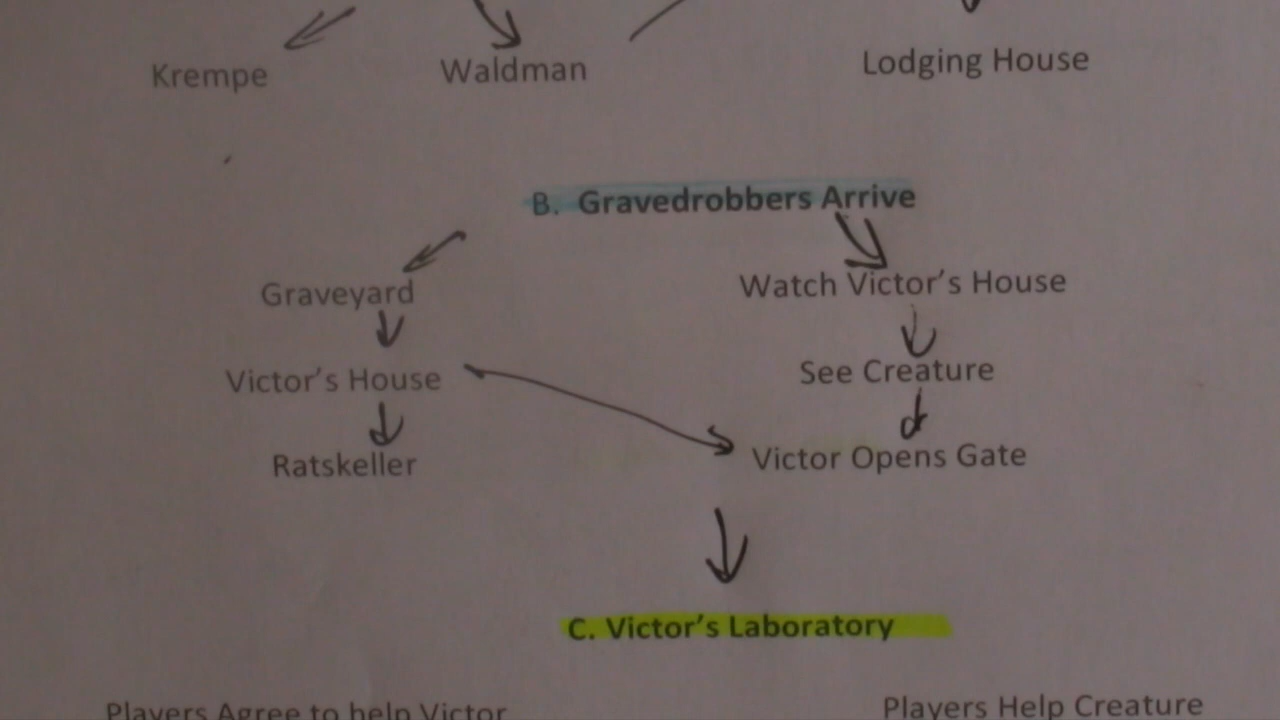 Krempe Waldman Lodging House
B. Gravedrobbers Arrive
Graveyard Watch Victor's House
Victor's House See Creature
Ratskeller Victor Opens Gate
C. Victor's Laboratory
Players Agree to help Victor Players Help Creature